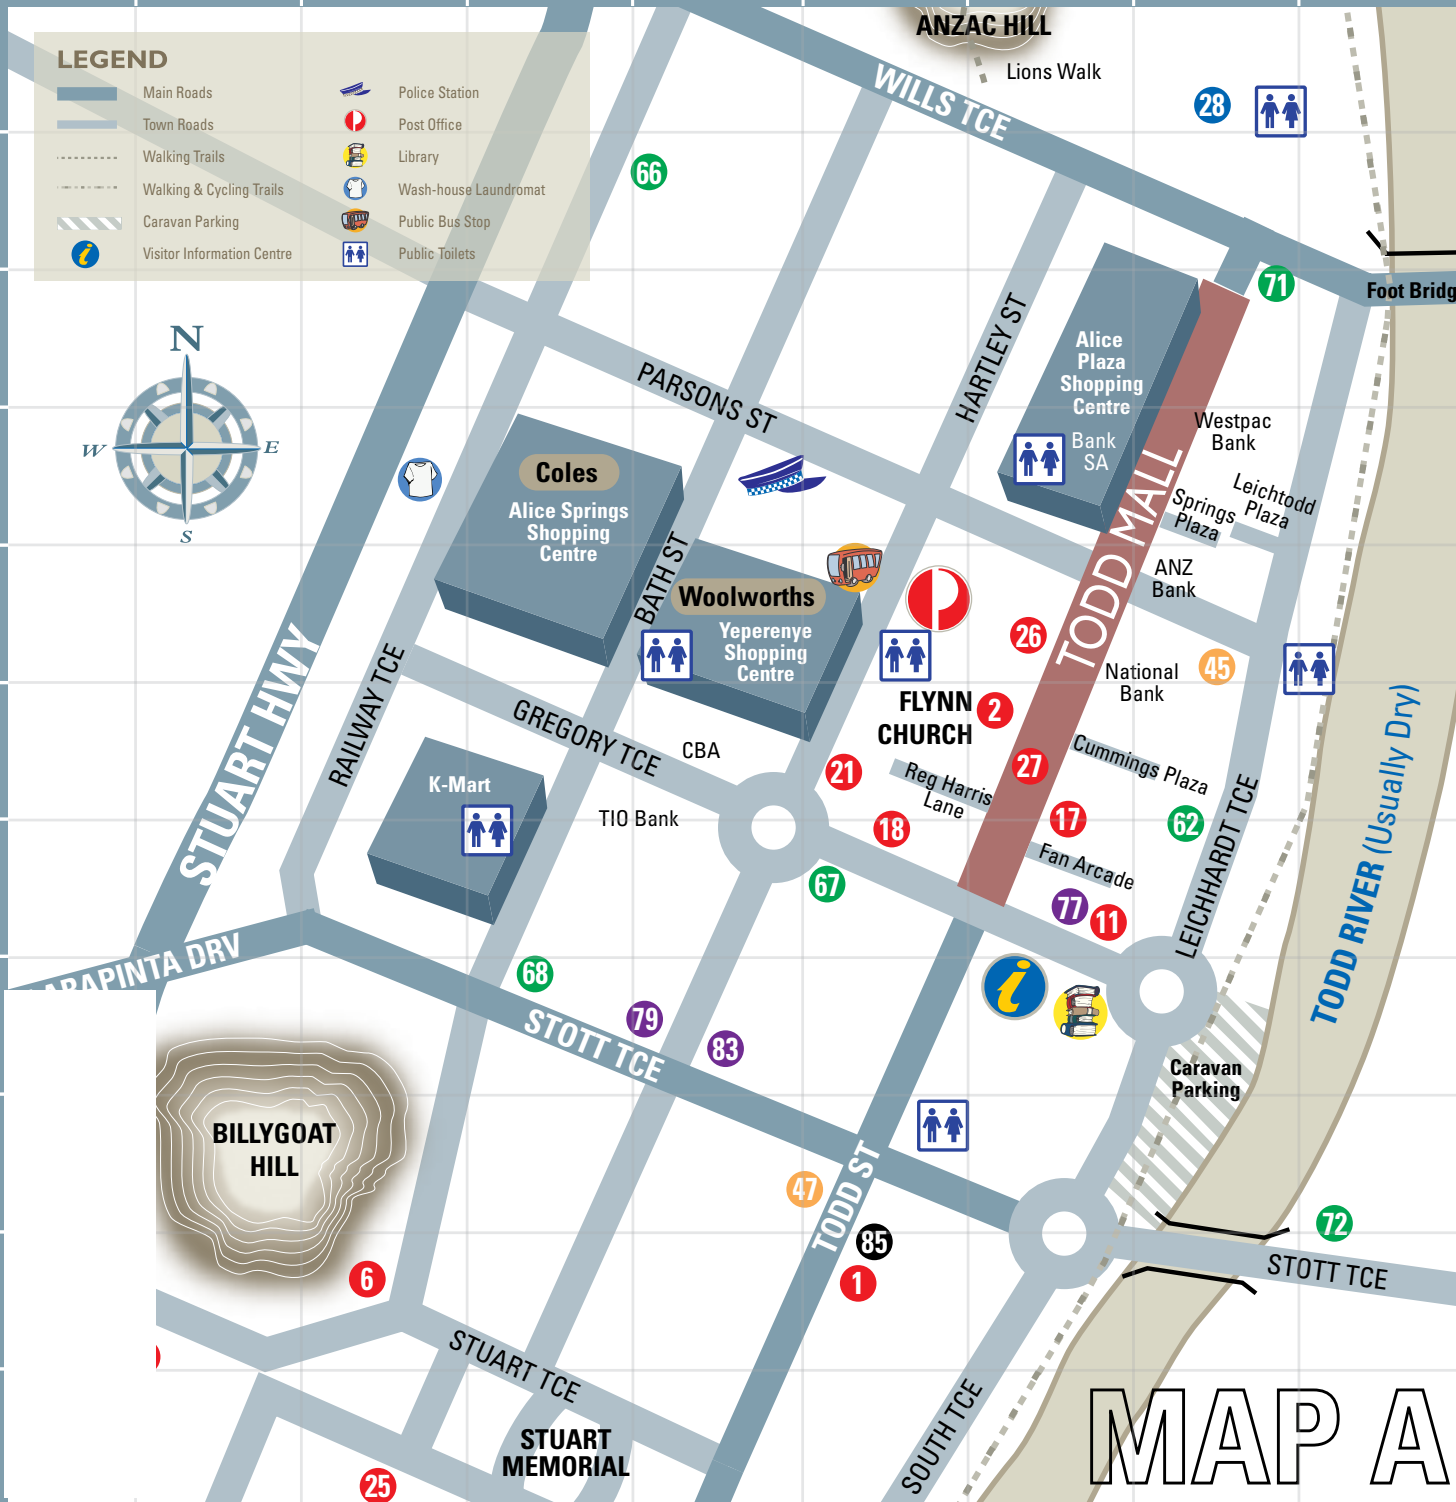 ANZAC HILL
Lions Walk
LEGEND
Main Roads
Police Station
Town Roads
Post Office
Walking Trails
Library
Walking & Cycling Trails
Wash-house Laundromat
Caravan Parking
Public Bus Stop
Visitor Information Centre
Public Toilets
WILLS TCE
28
66
71
Foot Bridg
N
W
E
S
PARSONS ST
HARTLEY ST
Alice
Plaza
Shopping
Centre
Bank
SA
Westpac
Bank
Leichtodd
Plaza
Springs
Plaza
TODD MALL
Coles
Alice Springs
Shopping
Centre
BATH ST
Woolworths
Yeperenye
Shopping
Centre
ANZ
Bank
26
National
Bank
45
STUART HWY
RAILWAY TCE
GREGORY TCE
CBA
FLYNN
CHURCH
2
Cummings Plaza
21
27
Reg Harris
Lane
K-Mart
TIO Bank
18
17
62
LEICHHARDT TCE
TODD RIVER (Usually Dry)
Fan Arcade
67
77
11
LARAPINTA DRV
68
i
STOTT TCE
79
83
Caravan
Parking
BILLYGOAT
HILL
47
TODD ST
85
1
72
STOTT TCE
6
STUART TCE
SOUTH TCE
STUART
MEMORIAL
25
MAP A